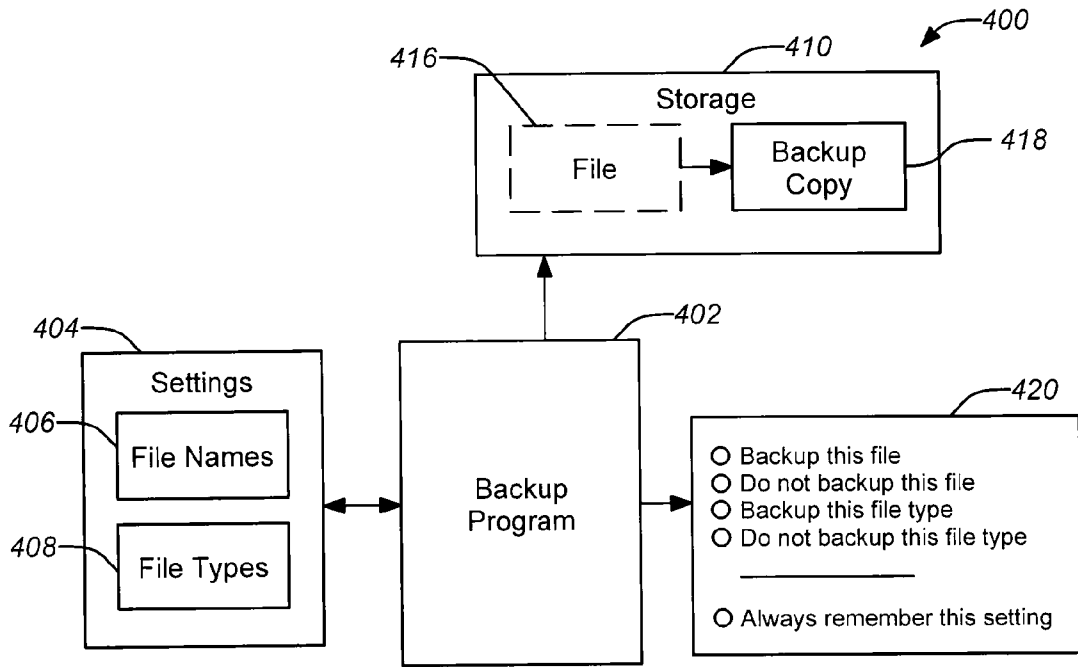 400
410
416
Storage
File
Backup
Copy
418
404
402
Settings
406
File Names
408
File Types
Backup
Program
420
Backup this file
Do not backup this file
Backup this file type
Do not backup this file type
Always remember this setting